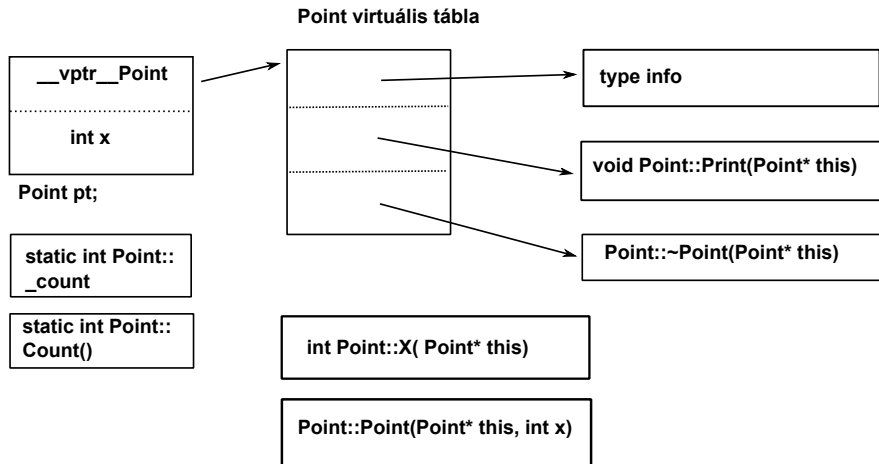 Point virtuális tábla
__vptr__Point
int x
Point pt;
type info
void Point::Print(Point* this)
Point::~Point(Point* this)
static int Point::
_count
static int Point::
Count()
int Point::X( Point* this)
Point::Point(Point* this, int x)